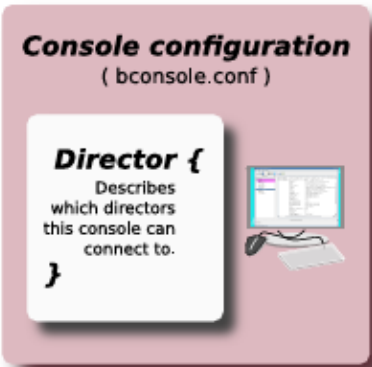 Console configuration
( bconsole.conf )
Director {
Describes
which directors
this console can
connect to.
}